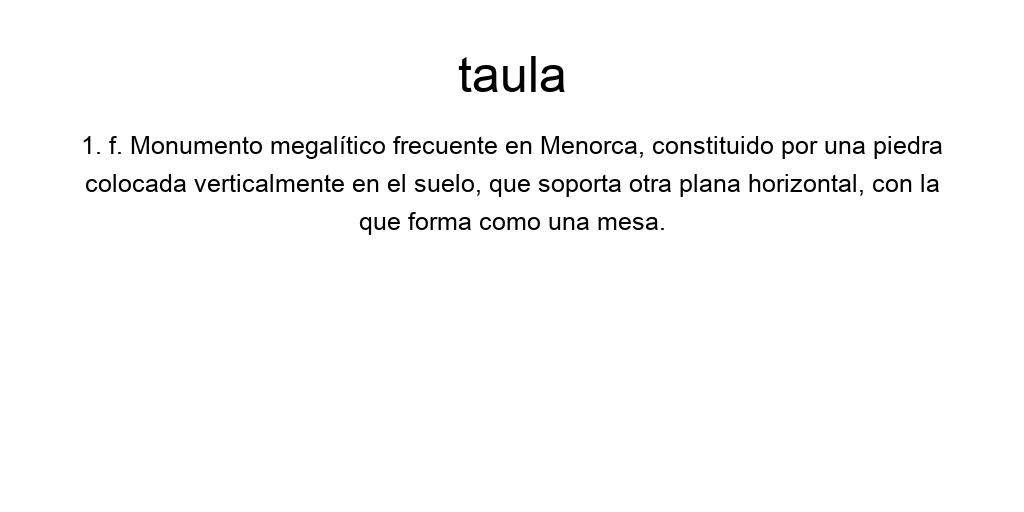 taula
1. f. Monumento megalítico frecuente en Menorca, constituido por una piedra
colocada verticalmente en el suelo, que soporta otra plana horizontal, con la
que forma como una mesa.